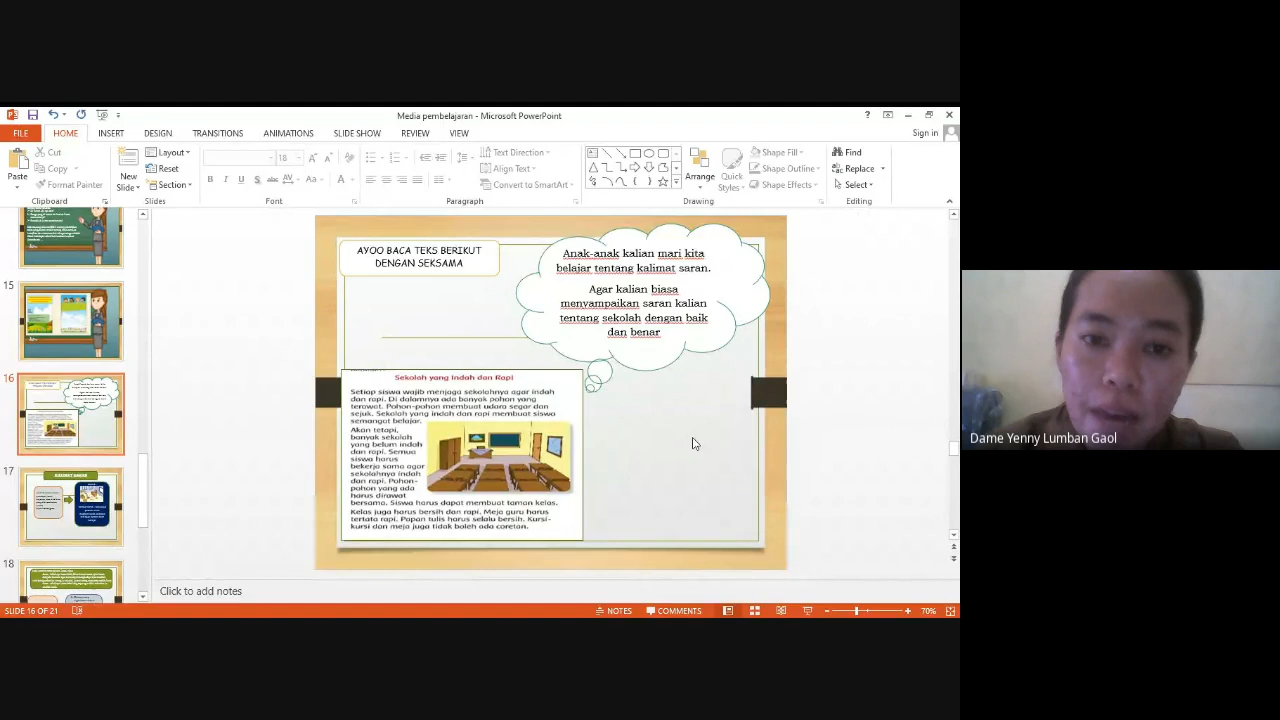 Media pembelajaran - Microsoft PowerPoint
?
Sign in
FILE HOME INSERT DESIGN TRANSITIONS ANIMATIONS SLIDE SHOW REVIEW VIEW
Paste
Cut
Copy
Format Painter
Clipboard
New
Slide
Layout
Reset
Section
Slides
18
B I U S abc AV Aa A
Font
Text Direction
Align Text
Convert to SmartArt
Paragraph
Arrange
Quick
Styles
Shape Fill
Shape Outline
Shape Effects
Drawing
Find
Replace
Select
Editing
15
16
17
18
AYOO BACA TEKS BERIKUT
DENGAN SEKSAMA
Anak-anak kalian mari kita
belajar tentang kalimat saran.
Agar kalian biasa
menyampaikan saran kalian
tentang sekolah dengan baik
dan benar
Sekolah yang Indah dan Rapi
Setiap siswa wajib menjaga sekolahnya agar indah
dan rapi. Di dalamnya ada banyak pohon yang
terawat. Pohon-pohon membuat udara segar dan
sejuk. Sekolah yang indah dan rapi membuat siswa
semangat belajar.
Akan tetapi,
banyak sekolah
yang belum indah
dan rapi. Semua
siswa harus
bekerja sama agar
sekolahnya indah
dan rapi. Pohon-
pohon yang ada
harus dirawat
bersama. Siswa harus dapat membuat taman kelas.
Kelas juga harus bersih dan rapi. Meja guru harus
tertata rapi. Papan tulis harus selalu bersih. Kursi-
kursi dan meja juga tidak boleh ada coretan.
Click to add notes
SLIDE 16 OF 21
NOTES
COMMENTS
70%
Dame Yenny Lumban Gaol